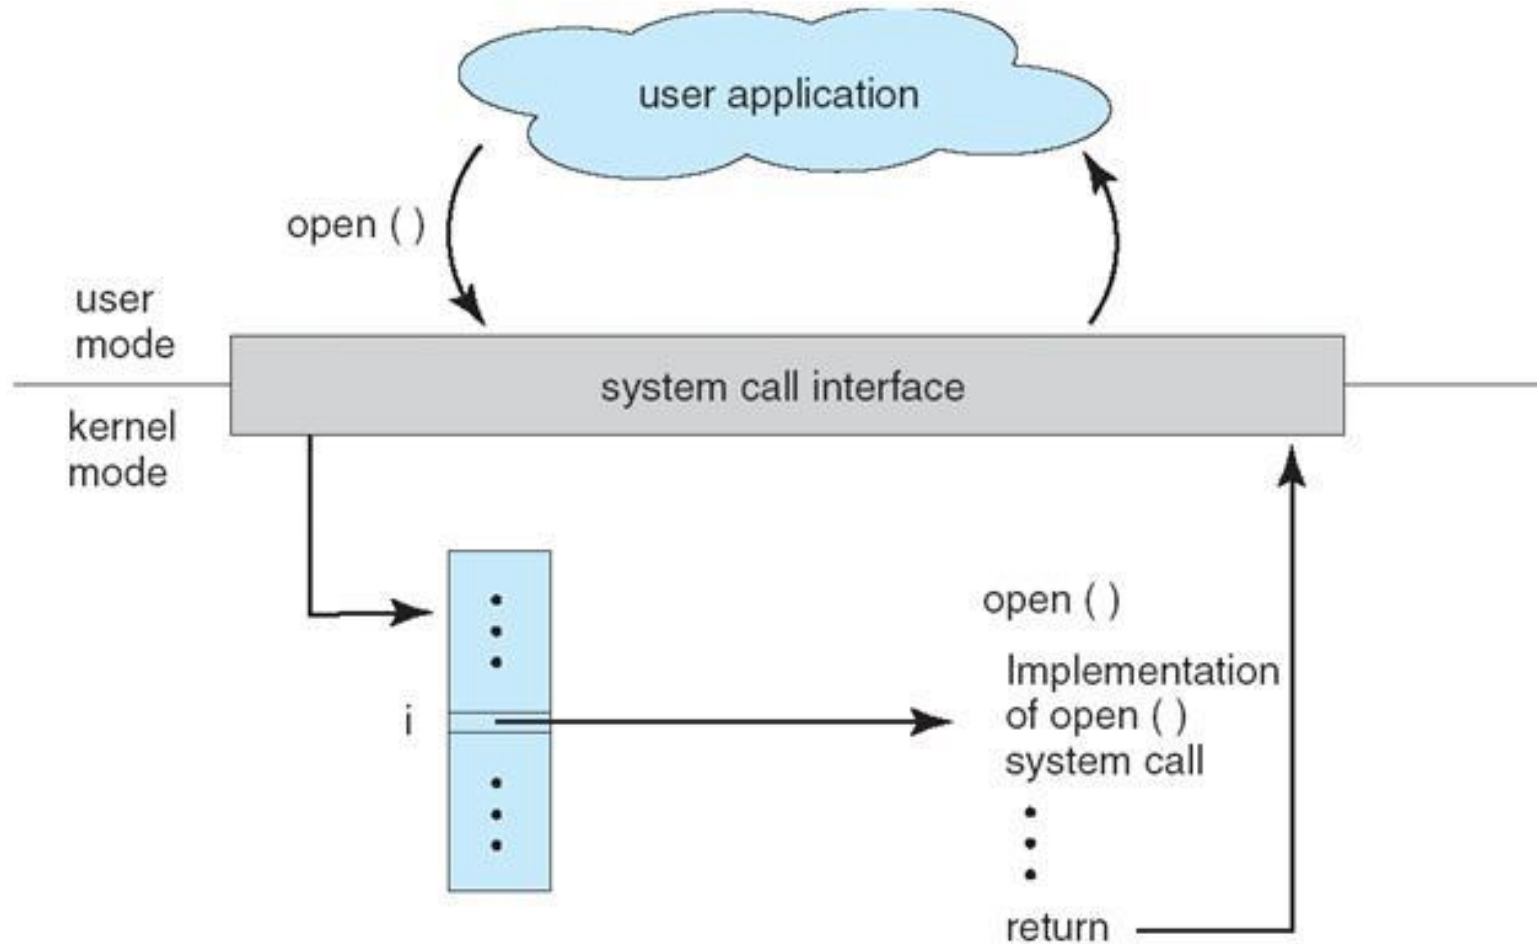 user application
open ( )
user
mode
system call interface
kernel
mode
open ( )
Implementation
of open ( )
system call
i
return